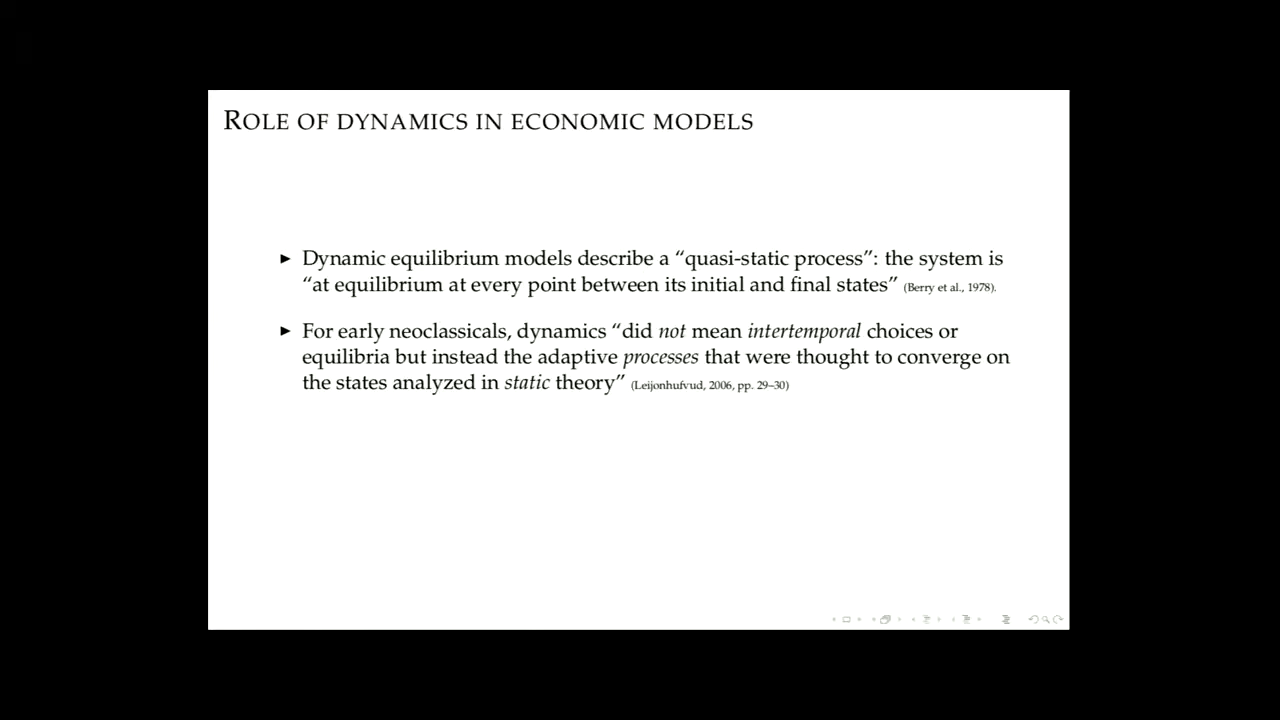 ROLE OF DYNAMICS IN ECONOMIC MODELS
▶ Dynamic equilibrium models describe a “quasi-static process”: the system is
“at equilibrium at every point between its initial and final states” (Berry et al., 1978).
▶ For early neoclassicals, dynamics “did not mean intertemporal choices or
equilibria but instead the adaptive processes that were thought to converge on
the states analyzed in static theory” (Leijonhufvud, 2006, pp. 29–30)